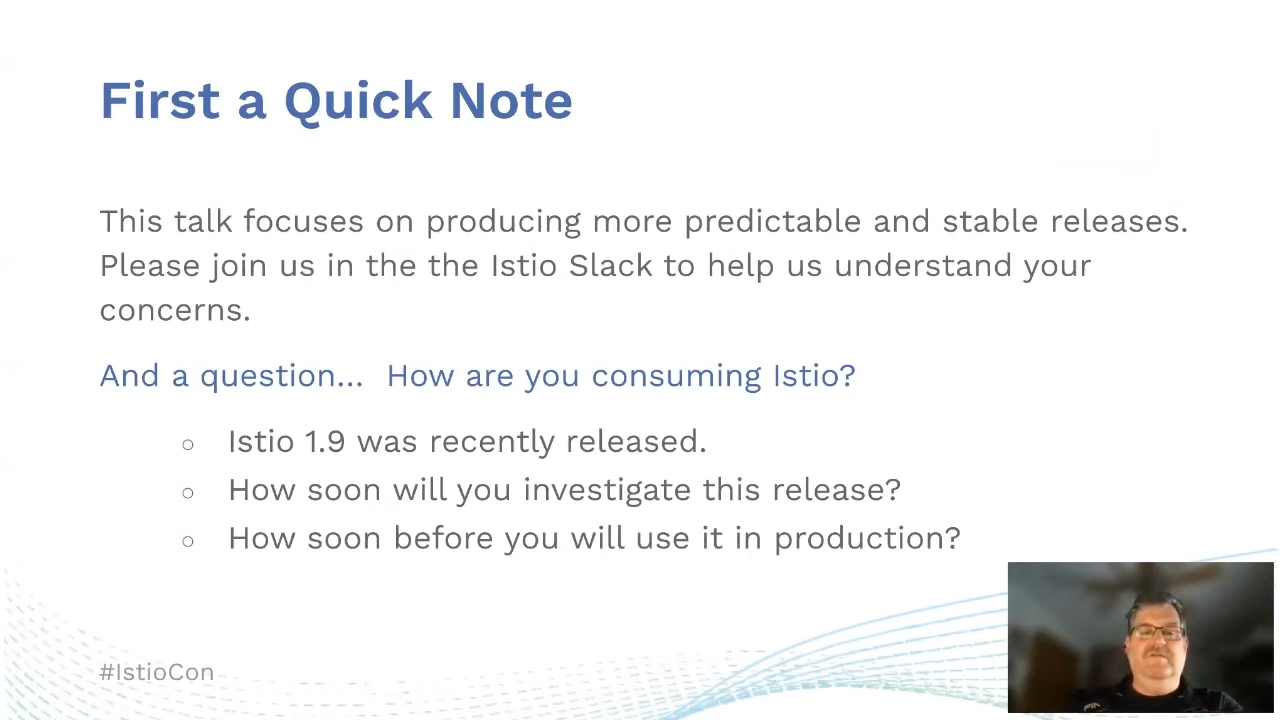 First a Quick Note
This talk focuses on producing more predictable and stable releases.
Please join us in the the Istio Slack to help us understand your
concerns.
And a question... How are you consuming Istio?
Istio 1.9 was recently released.
How soon will you investigate this release?
How soon before you will use it in production?
#IstioCon